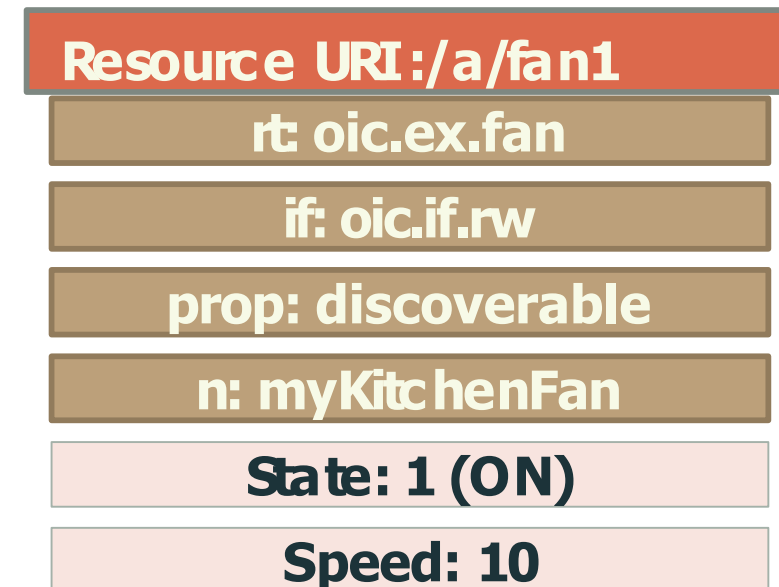 Resource URI:/a/fan1
rt: oic.ex.fan
if: oic.if.rw
prop: discoverable
n: myKitchenFan
State: 1 (ON)
Speed: 10